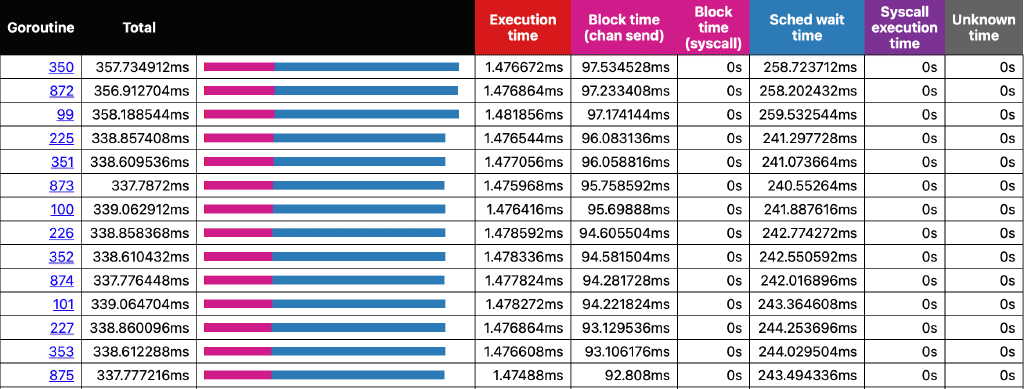 Goroutine Total Execution time Block time (chan send) Block time (syscall) Sched wait time Syscall execution time Unknown time
350 357.734912ms 1.476672ms 97.534528ms 0s 258.723712ms 0s 0s
872 356.912704ms 1.476864ms 97.233408ms 0s 258.202432ms 0s 0s
99 358.188544ms 1.481856ms 97.174144ms 0s 259.532544ms 0s 0s
225 338.857408ms 1.476544ms 96.083136ms 0s 241.297728ms 0s 0s
351 338.609536ms 1.477056ms 96.058816ms 0s 241.073664ms 0s 0s
873 337.7872ms 1.475968ms 95.758592ms 0s 240.55264ms 0s 0s
100 339.062912ms 1.476416ms 95.69888ms 0s 241.887616ms 0s 0s
226 338.858368ms 1.478592ms 94.605504ms 0s 242.774272ms 0s 0s
352 338.610432ms 1.478336ms 94.581504ms 0s 242.550592ms 0s 0s
874 337.776448ms 1.477824ms 94.281728ms 0s 242.016896ms 0s 0s
101 339.064704ms 1.478272ms 94.221824ms 0s 243.364608ms 0s 0s
227 338.860096ms 1.476864ms 93.129536ms 0s 244.253696ms 0s 0s
353 338.612288ms 1.476608ms 93.106176ms 0s 244.029504ms 0s 0s
875 337.777216ms 1.47488ms 92.808ms 0s 243.494336ms 0s 0s